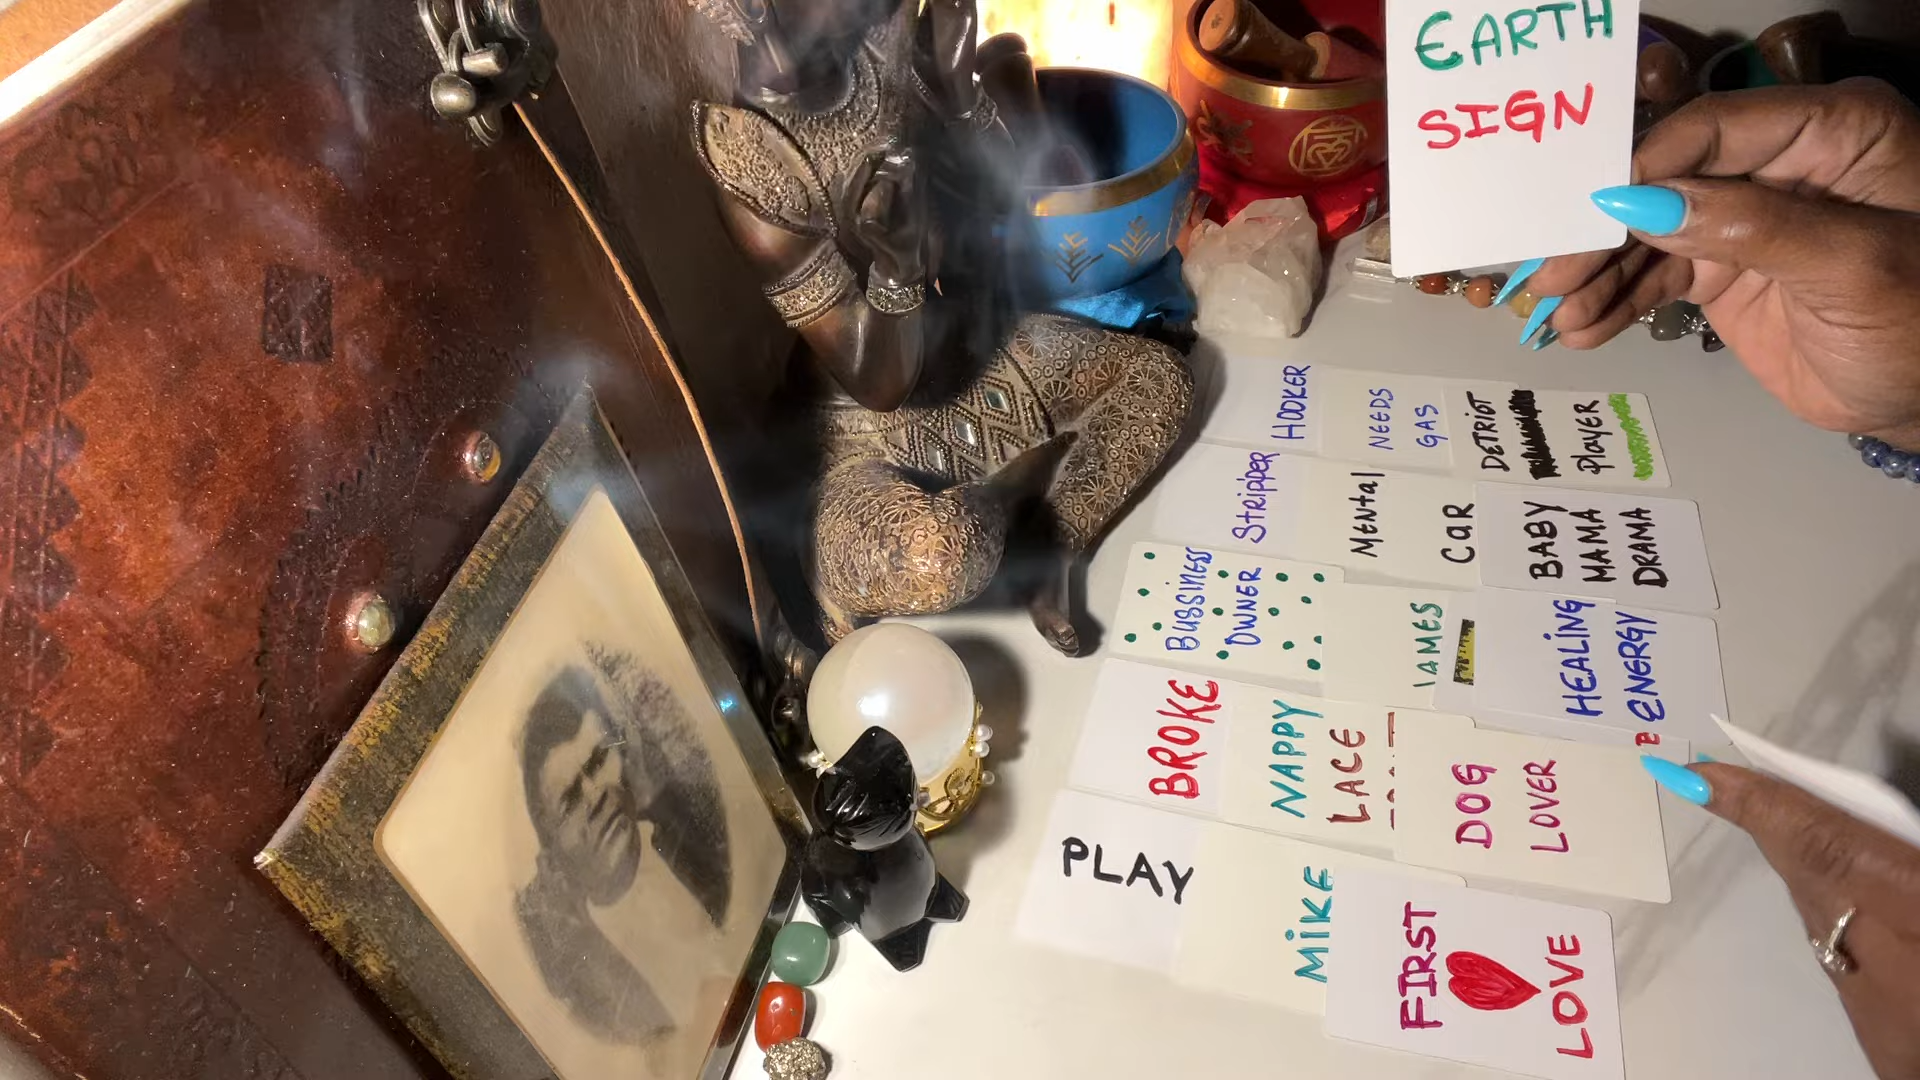 EARTH
SIGN
HOOKER
NEEDS
GAS
DETRIOT
Player
Stripper
Mental
CAR
BABY
MAMA
DRAMA
BUSSINESS
OWNER
JAMES
HEALING
ENERGY
BROKE
NAPPY
LACE
DOG
LOVER
PLAY
MIKE
FIRST
LOVE